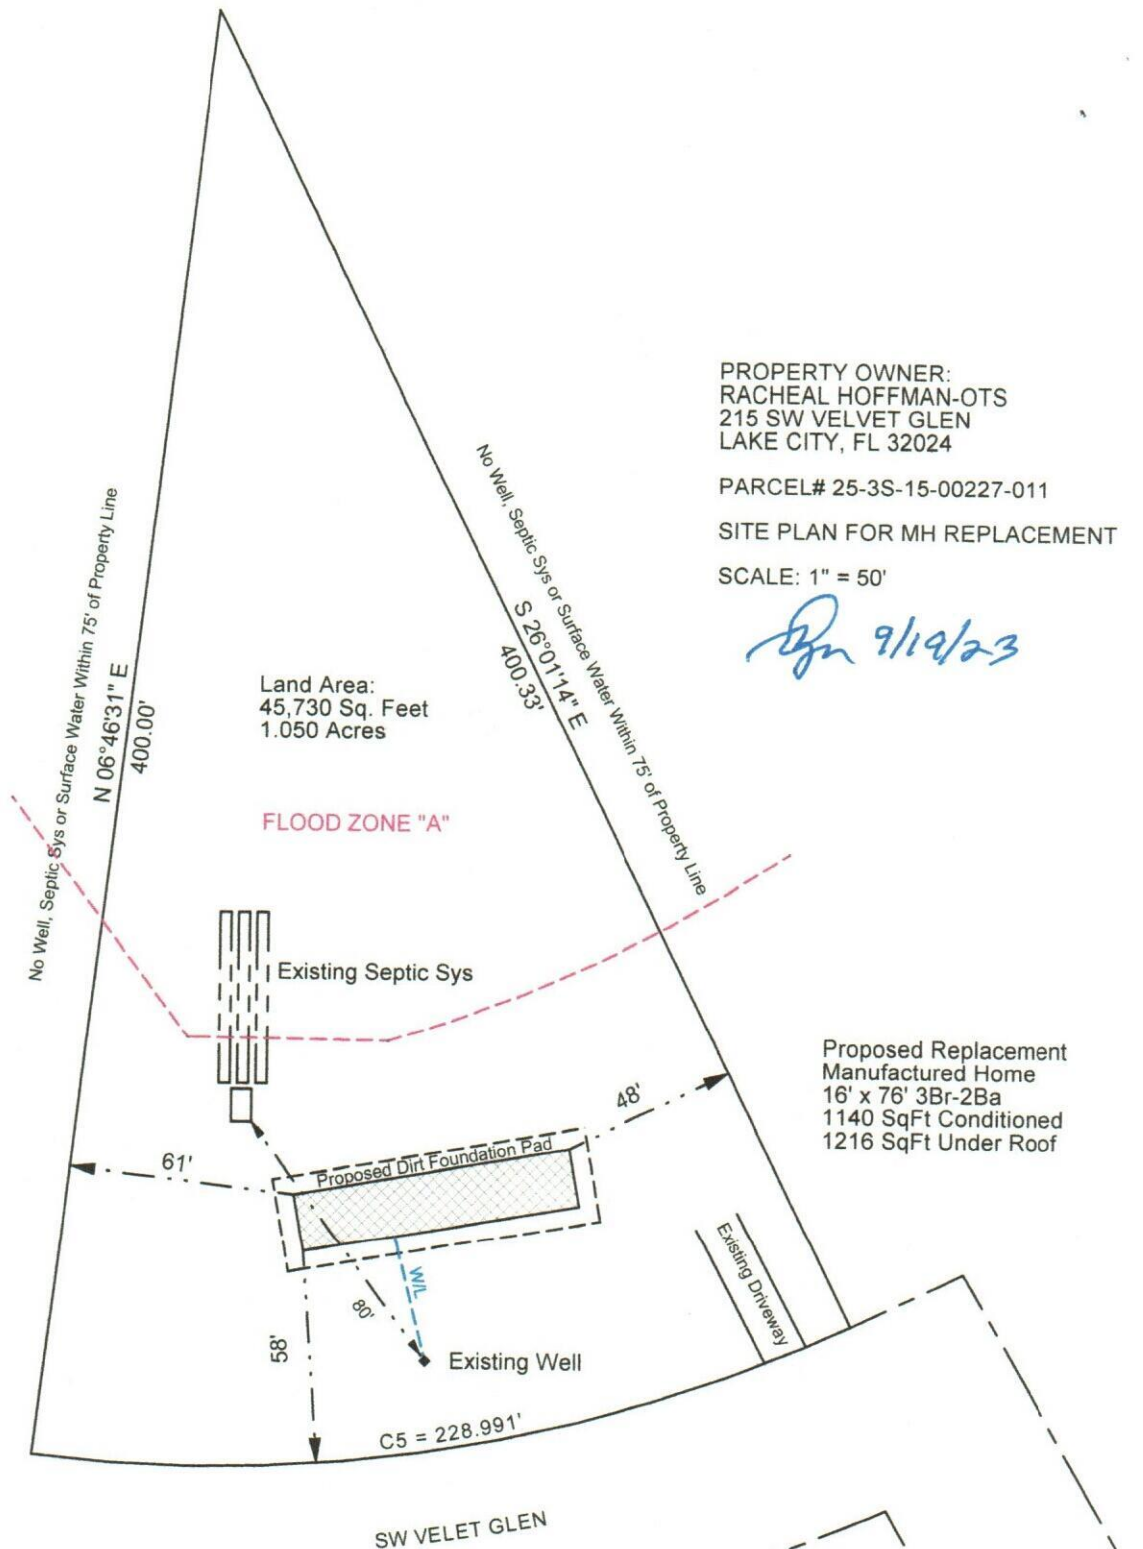 PROPERTY OWNER:
RACHEAL HOFFMAN-OTS
215 SW VELVET GLEN
LAKE CITY, FL 32024
PARCEL# 25-3S-15-00227-011
SITE PLAN FOR MH REPLACEMENT
SCALE: 1" = 50'
9/19/23
No Well, Septic Sys or Surface Water Within 75' of Property Line
N 06°46'31" E
400.00'
No Well, Septic Sys or Surface Water Within 75' of Property Line
S 26°01'14" E
400.33'
Land Area:
45,730 Sq. Feet
1.050 Acres
FLOOD ZONE "A"
Existing Septic Sys
Proposed Replacement
Manufactured Home
16' x 76' 3Br-2Ba
1140 SqFt Conditioned
1216 SqFt Under Roof
48'
61'
Proposed Dirt Foundation Pad
W/L
80'
58'
Existing Driveway
Existing Well
C5 = 228.991'
SW VELET GLEN